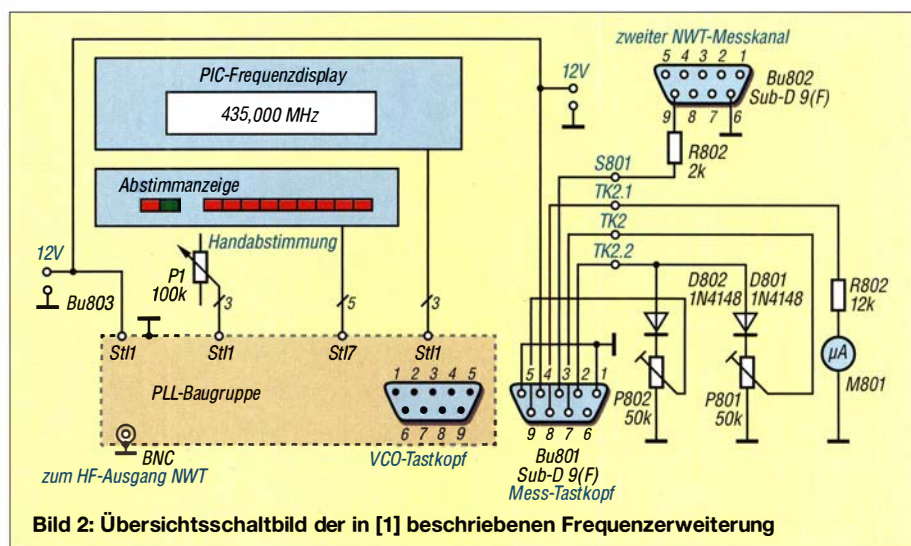 zweiter NWT-Messkanal
5 4 3 2 1
Bu802
Sub-D 9(F)
9 8 7 6
PIC-Frequenzdisplay
435,000 MHz
12V
R802
2k
S801
TK2.1
TK2
TK2.2
Abstimmanzeige
Handabstimmung
12V
P1
100k
Bu803
3
5
3
D802
1N4148
D801
1N4148
R802
12k
µA
M801
Stl1
Stl1
Stl7
Stl1
PLL-Baugruppe
1 2 3 4 5
6 7 8 9
5 4 3 2 1
9 8 7 6
P802
50k
P801
50k
BNC
zum HF-Ausgang NWT
VCO-Tastkopf
Bu801
Sub-D 9(F)
Mess-Tastkopf
Bild 2: Übersichtsschaltbild der in [1] beschriebenen Frequenzerweiterung